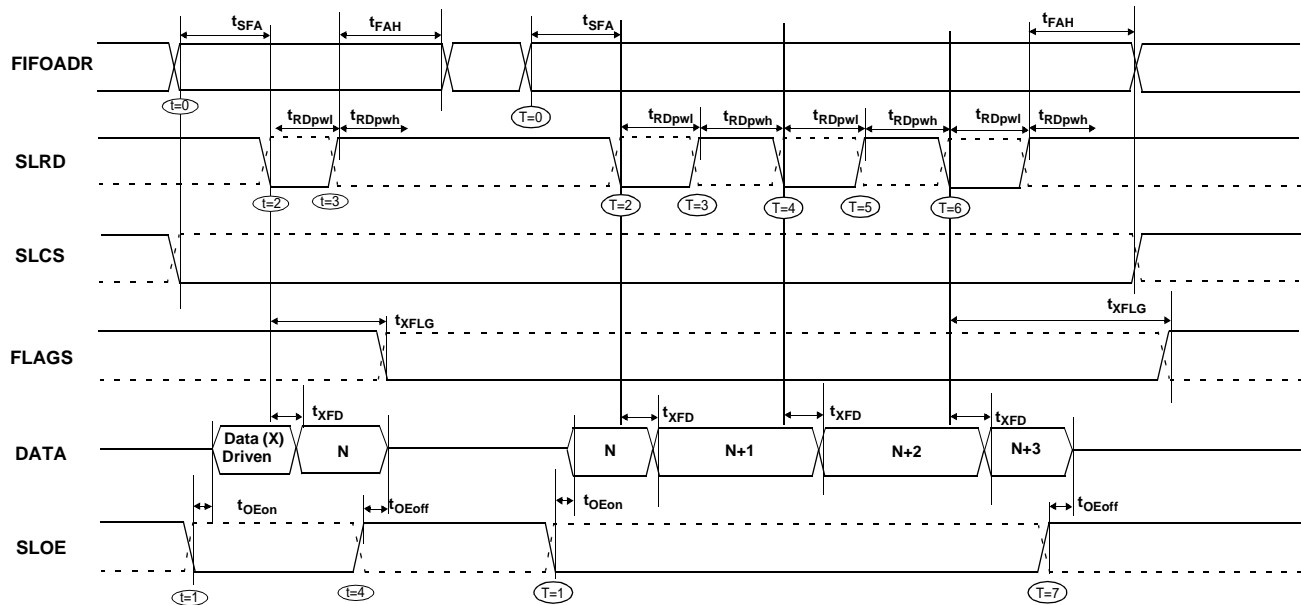 tSFA tFAH tSFA tFAH
FIFOADR
t=0 T=0
tRDpwl tRDpwh tRDpwl tRDpwh tRDpwl tRDpwh tRDpwl tRDpwh
SLRD
t=2 t=3 T=2 T=3 T=4 T=5 T=6
SLCS
tXFLG tXFLG
FLAGS
tXFD tXFD tXFD tXFD
DATA
Data (X)
Driven
N N N+1 N+2 N+3
tOEon tOEoff tOEon tOEoff
SLOE
t=1 t=4 T=1 T=7